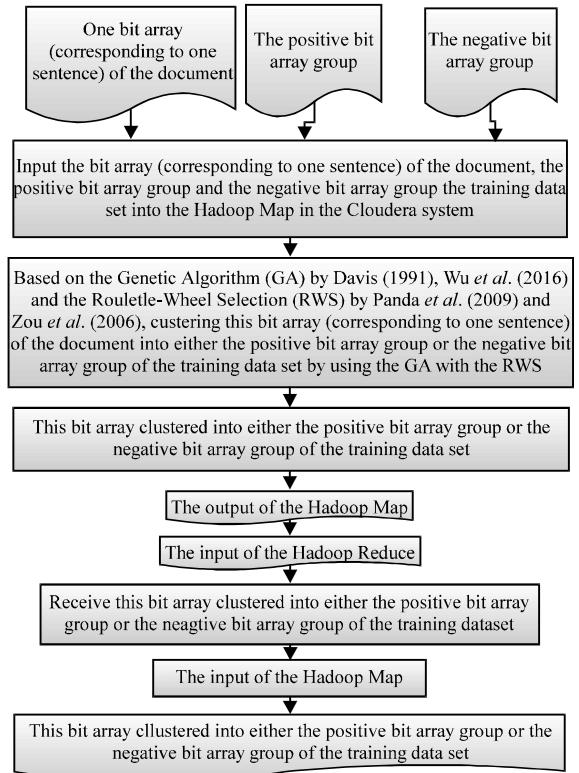 One bit array
(corresponding to one
sentence) of the document
The positive bit
array group
The negative bit
array group
Input the bit array (corresponding to one sentence) of the document, the
positive bit array group and the negative bit array group the training data
set into the Hadoop Map in the Cloudera system
Based on the Genetic Algorithm (GA) by Davis (1991), Wu et al. (2016)
and the Rouletle-Wheel Selection (RWS) by Panda et al. (2009) and
Zou et al. (2006), custering this bit array (corresponding to one sentence)
of the document into either the positive bit array group or the negative bit
array group of the training data set by using the GA with the RWS
This bit array clustered into either the positive bit array group or the
negative bit array group of the training data set
The output of the Hadoop Map
The input of the Hadoop Reduce
Receive this bit array clustered into either the positive bit array
group or the neagtive bit array group of the training dataset
The input of the Hadoop Map
This bit array cllustered into either the positive bit array group or the
negative bit array group of the training data set